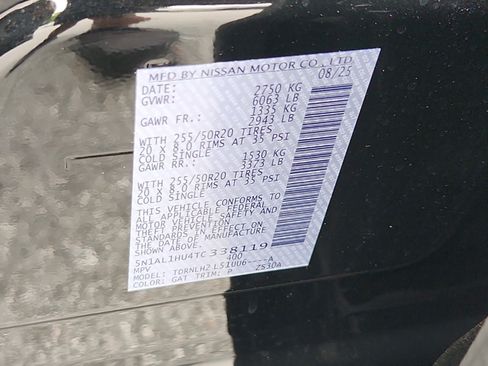 MFD BY NISSAN MOTOR CO., LTD.
DATE: 08/25
GVWR: 2750 KG
6063 LB
GAWR FR.: 1335 KG
2943 LB
WITH 255/50R20 TIRES
20 X 8.0 RIMS AT 35 PSI
COLD SINGLE
GAWR RR.: 1530 KG
3373 LB
WITH 255/50R20 TIRES
20 X 8.0 RIMS AT 35 PSI
COLD SINGLE
THIS VEHICLE CONFORMS TO
ALL APPLICABLE FEDERAL
MOTOR VEHICLE SAFETY AND
THEFT PREVENTION
STANDARDS IN EFFECT ON
THE DATE OF MANUFACTURE
SHOWN ABOVE.
5N1AL1HU4TC338119
MPV 400
MODEL: TDRNLHZ L51UU6----A
COLOR: GAT TRIM: P ZS30A